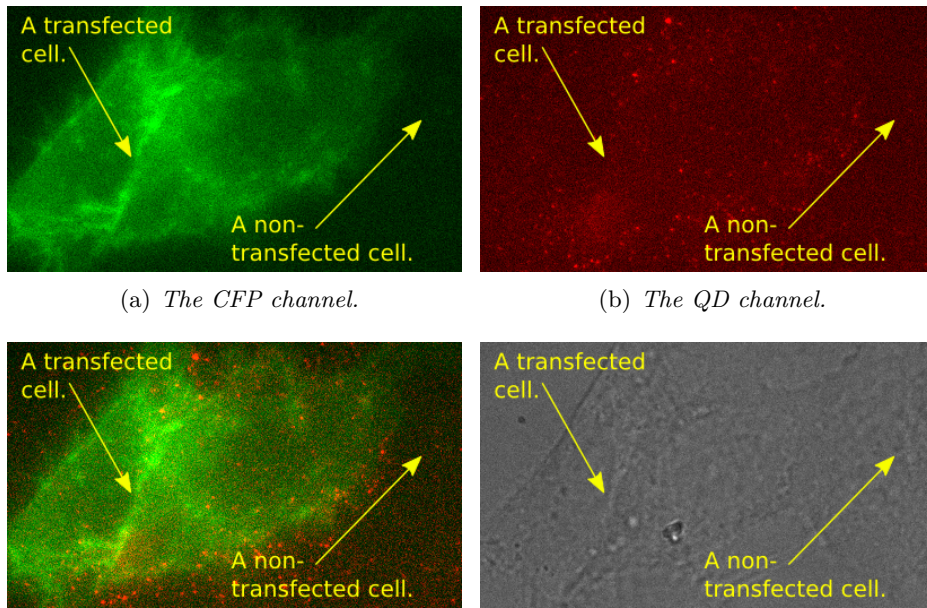 A transfected
cell.
A non-
transfected cell.
A transfected
cell.
A non-
transfected cell.
(a) The CFP channel.
(b) The QD channel.
A transfected
cell.
A non-
transfected cell.
A transfected
cell.
A non-
transfected cell.